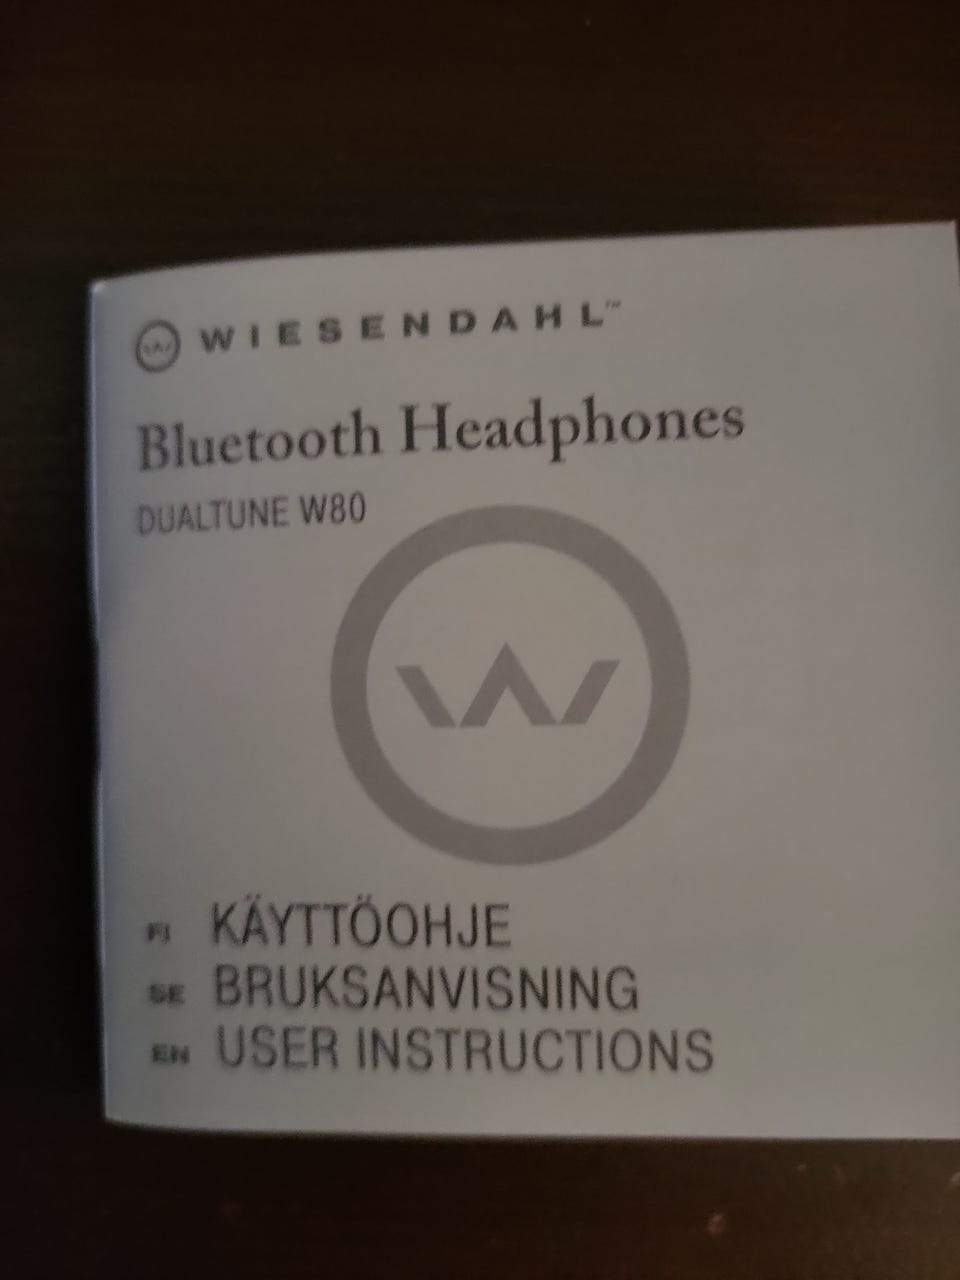 WIESENDAHL™
Bluetooth Headphones
DUALTUNE W80
W
FI KÄYTTÖOHJE
SE BRUKSANVISNING
EN USER INSTRUCTIONS